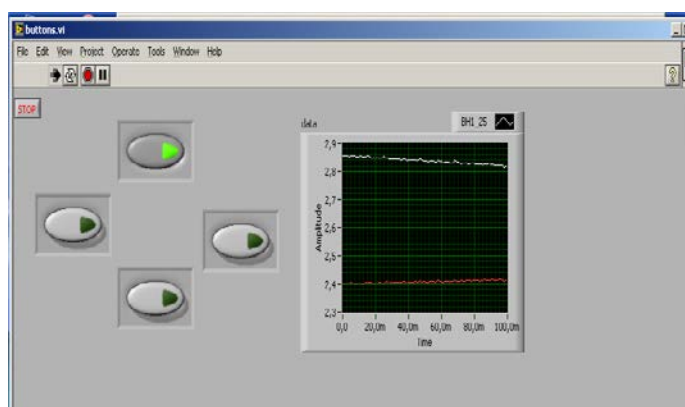 buttons.vi
File Edit View Project Operate Tools Window Help
STOP
data
BH1_25
2,9
2,8
2,7
2,6
2,5
2,4
2,3
Amplitude
0,0 20,0m 40,0m 60,0m 80,0m 100,0m
Time